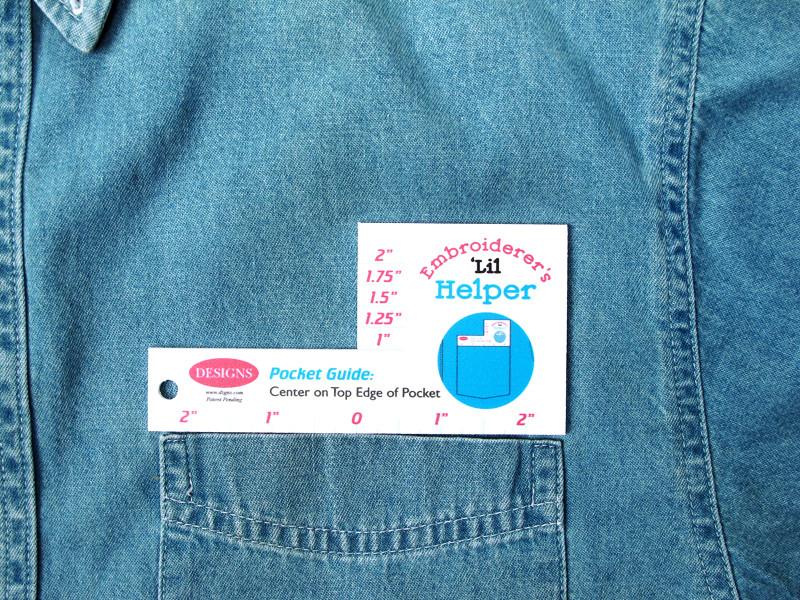 Embroiderer's
'Lil
Helper
2"
1.75"
1.5"
1.25"
1"
DESIGNS
Pocket Guide:
Center on Top Edge of Pocket
www.dzgns.com
Patent Pending
2" 1" 0 1" 2"